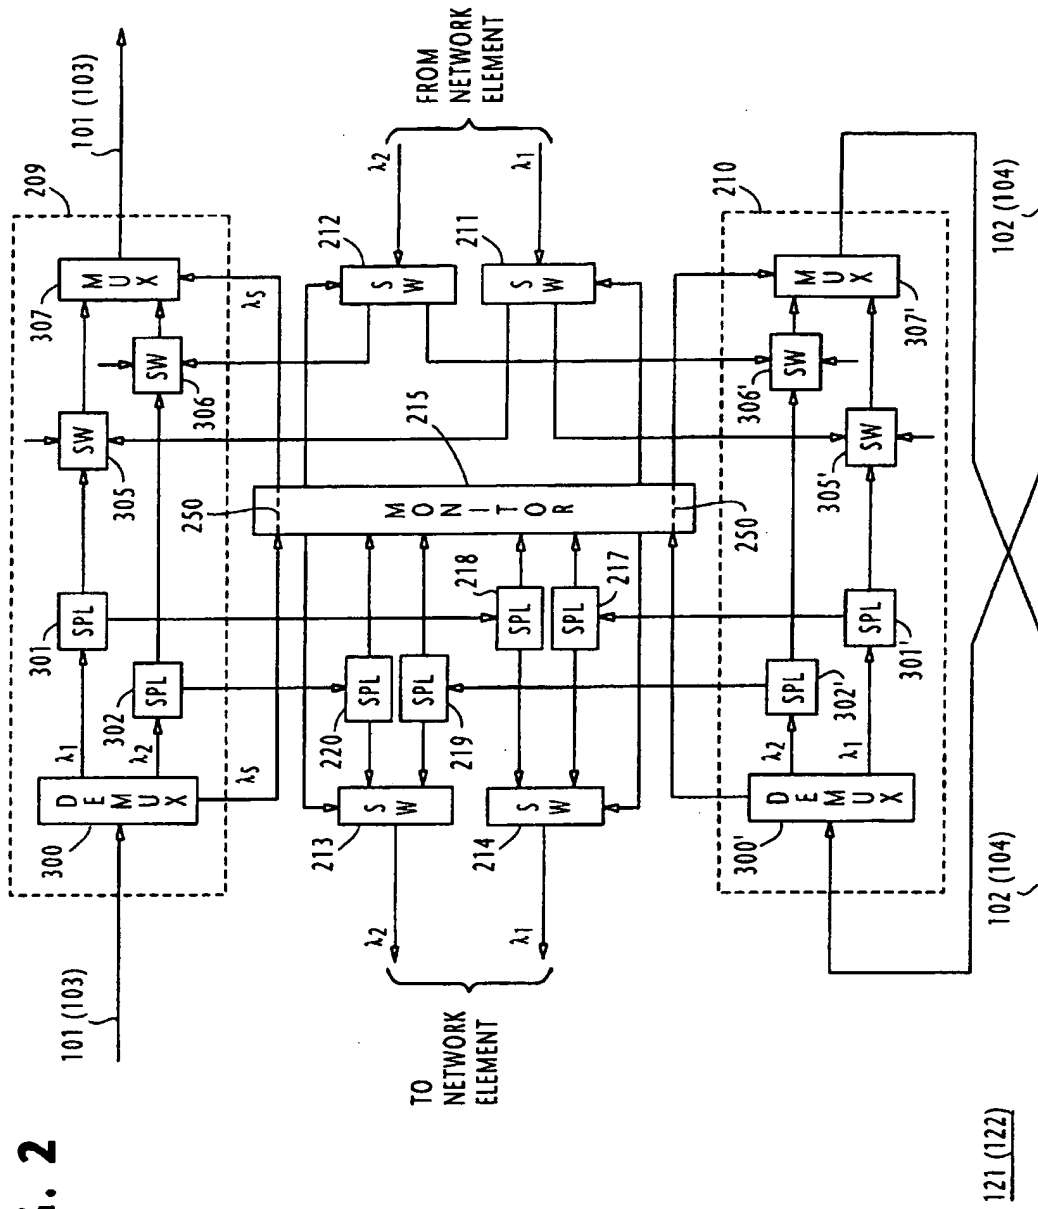 101 (103)
209
307
MUX
λS
305
SW
306
SW
301
SPL
302
SPL
λ1
λ2
λS
300
DEMUX
101 (103)
FROM
NETWORK
ELEMENT
λ2
λ1
212
SW
211
SW
215
250
MONITOR
250
218
SPL
217
SPL
220
SPL
219
SPL
213
SW
214
SW
λ2
λ1
TO
NETWORK
ELEMENT
210
MUX
307'
306'
SW
305'
SW
SPL
302'
SPL
301'
λ2
λ1
300'
DEMUX
102 (104)
102 (104)
121 (122)
. 2